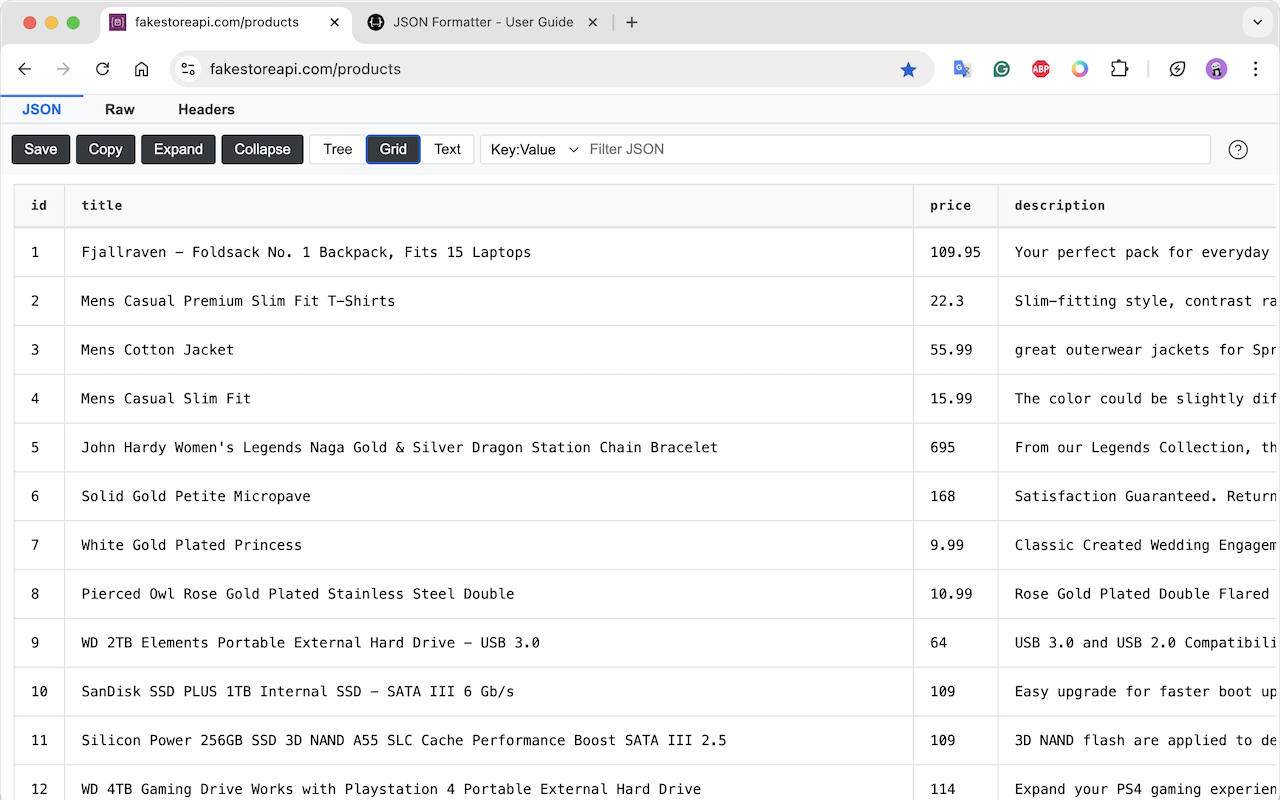 fakestoreapi.com/products JSON Formatter - User Guide
fakestoreapi.com/products ABP
JSON Raw Headers
Save Copy Expand Collapse Tree Grid Text Key:Value Filter JSON ?
id title price description
1 Fjallraven - Foldsack No. 1 Backpack, Fits 15 Laptops 109.95 Your perfect pack for everyday
2 Mens Casual Premium Slim Fit T-Shirts 22.3 Slim-fitting style, contrast ra
3 Mens Cotton Jacket 55.99 great outerwear jackets for Spr
4 Mens Casual Slim Fit 15.99 The color could be slightly dif
5 John Hardy Women's Legends Naga Gold & Silver Dragon Station Chain Bracelet 695 From our Legends Collection, th
6 Solid Gold Petite Micropave 168 Satisfaction Guaranteed. Return
7 White Gold Plated Princess 9.99 Classic Created Wedding Engagem
8 Pierced Owl Rose Gold Plated Stainless Steel Double 10.99 Rose Gold Plated Double Flared
9 WD 2TB Elements Portable External Hard Drive - USB 3.0 64 USB 3.0 and USB 2.0 Compatibili
10 SanDisk SSD PLUS 1TB Internal SSD - SATA III 6 Gb/s 109 Easy upgrade for faster boot up
11 Silicon Power 256GB SSD 3D NAND A55 SLC Cache Performance Boost SATA III 2.5 109 3D NAND flash are applied to de
12 WD 4TB Gaming Drive Works with Playstation 4 Portable External Hard Drive 114 Expand your PS4 gaming experien